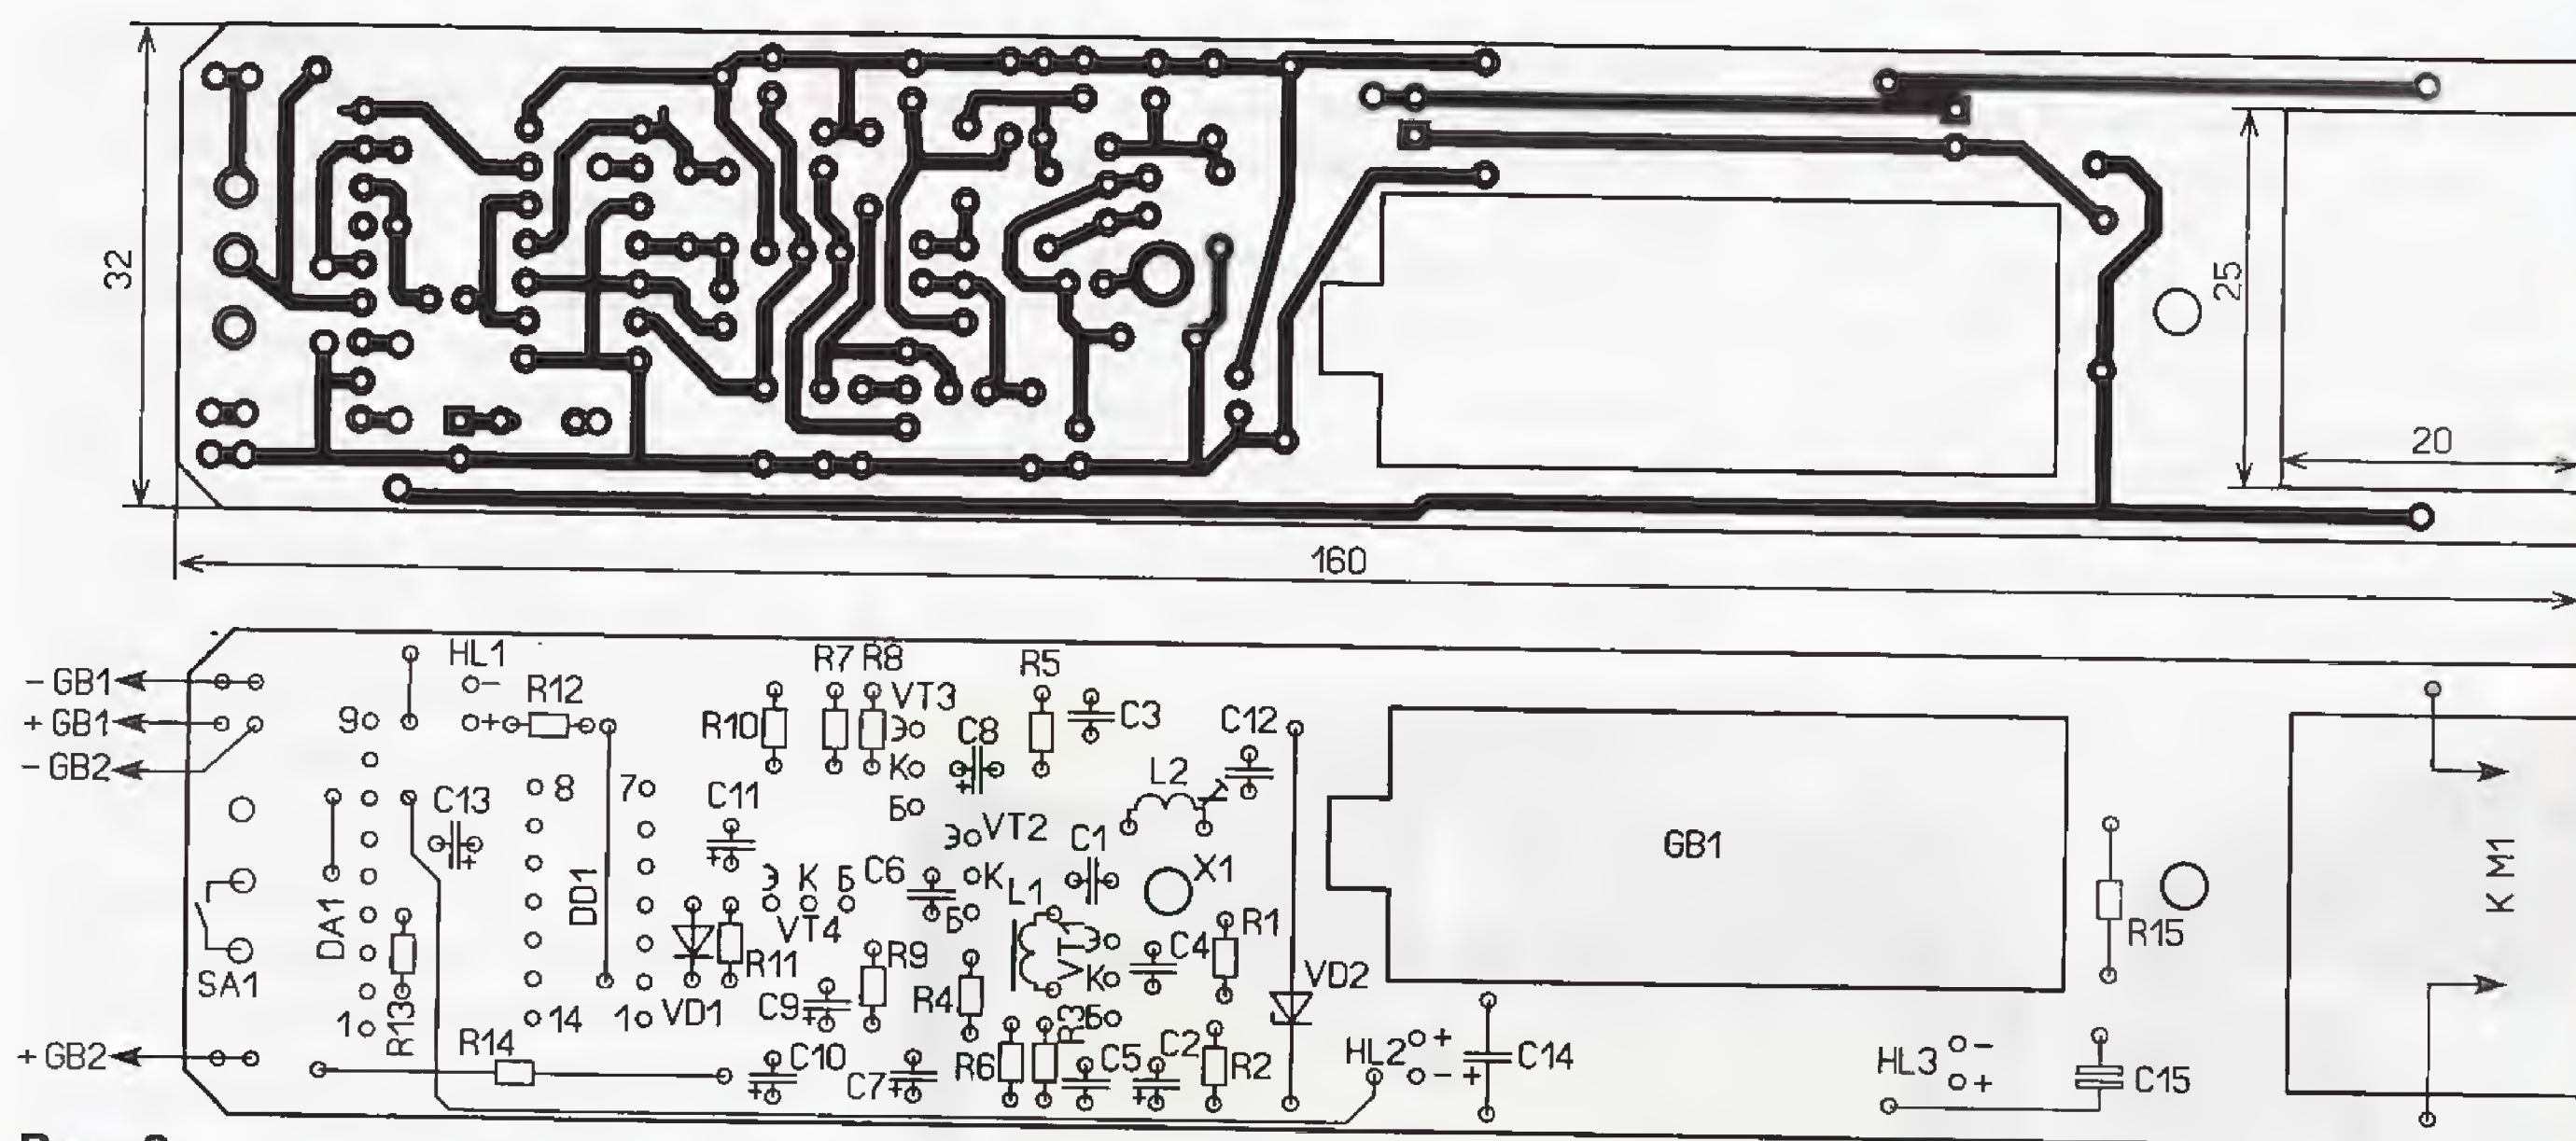 32
25
20
160
HL1
R7 R8
R5
- GB1
+ GB1
- GB2
R12
VT3
9
R10
Э
К
Б
C8
C3
C12
L2
C13
8
7
C11
Э
VT2
C1
К
Б
C6
L1
X1
GB1
Э К Б
VT4
DA1
DD1
R11
R9
VT1
Э
К
Б
C4
R1
R15
К М1
SA1
1
R13
14
1
VD1
C9
+
R4
VD2
+ GB2
R14
C10
C7
R6
R3
C5
C2
R2
HL2
+
-
+
C14
HL3
-
+
C15